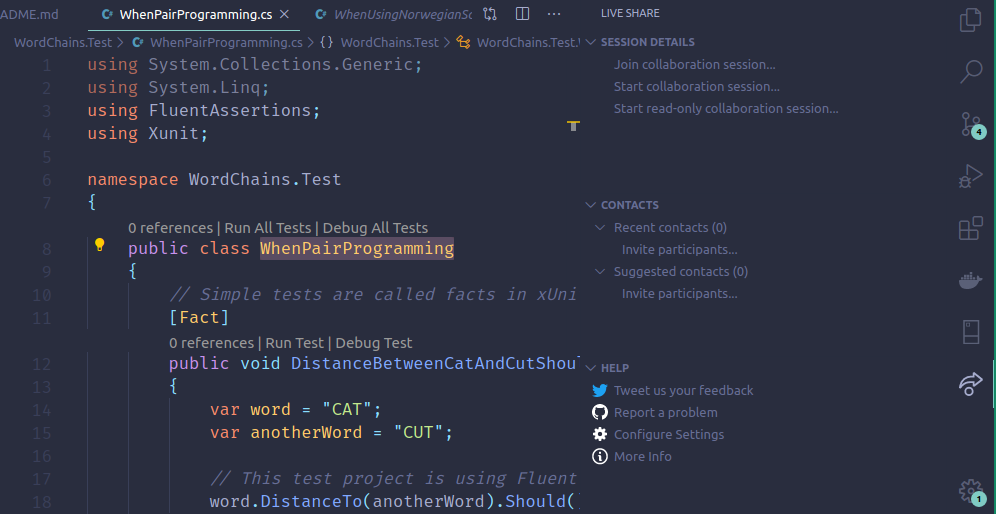 ADME.md
WhenPairProgramming.cs
WhenUsingNorwegianSc
WordChains.Test > WhenPairProgramming.cs > {} WordChains.Test > WordChains.Test.
1 using System.Collections.Generic;
2 using System.Linq;
3 using FluentAssertions;
4 using Xunit;
5
6 namespace WordChains.Test
7 {
0 references | Run All Tests | Debug All Tests
8 public class WhenPairProgramming
9 {
10 // Simple tests are called facts in xUni
11 [Fact]
0 references | Run Test | Debug Test
12 public void DistanceBetweenCatAndCutShou
13 {
14 var word = "CAT";
15 var anotherWord = "CUT";
16
17 // This test project is using Fluent
18 word.DistanceTo(anotherWord).Should(
LIVE SHARE
SESSION DETAILS
Join collaboration session...
Start collaboration session...
Start read-only collaboration session...
CONTACTS
Recent contacts (0)
Invite participants...
Suggested contacts (0)
Invite participants...
HELP
Tweet us your feedback
Report a problem
Configure Settings
More Info
4
1